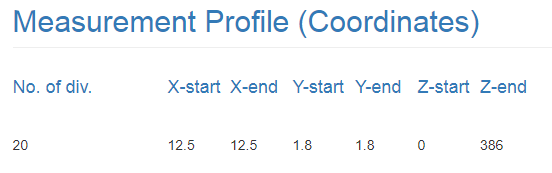 Measurement Profile (Coordinates)
No. of div. X-start X-end Y-start Y-end Z-start Z-end
20 12.5 12.5 1.8 1.8 0 386